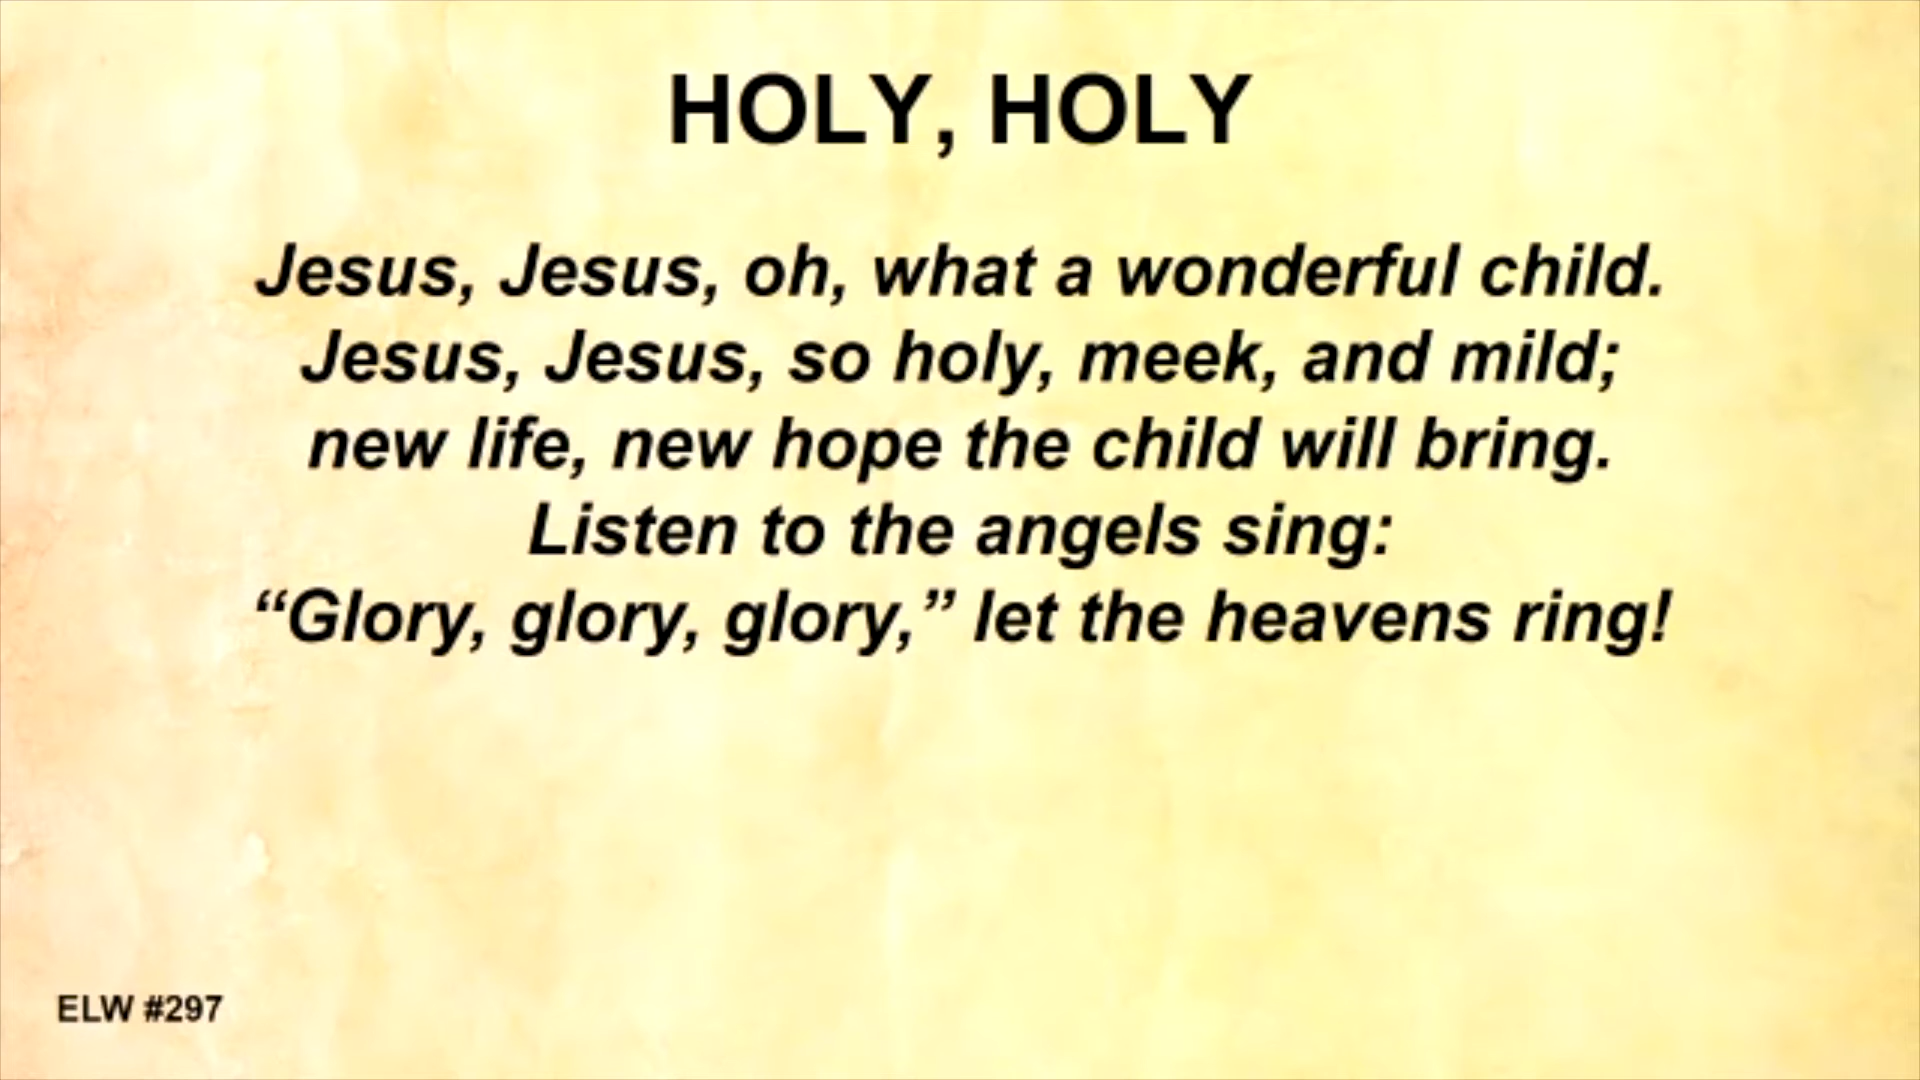 HOLY, HOLY
Jesus, Jesus, oh, what a wonderful child.
Jesus, Jesus, so holy, meek, and mild;
new life, new hope the child will bring.
Listen to the angels sing:
“Glory, glory, glory,” let the heavens ring!
ELW #297